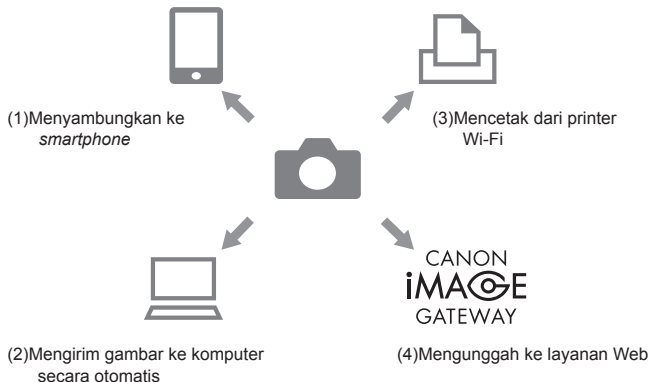 (1)Menyambungkan ke
smartphone
(3)Mencetak dari printer
Wi-Fi
CANON
iMAGE
GATEWAY
(2)Mengirim gambar ke komputer
secara otomatis
(4)Mengunggah ke layanan Web